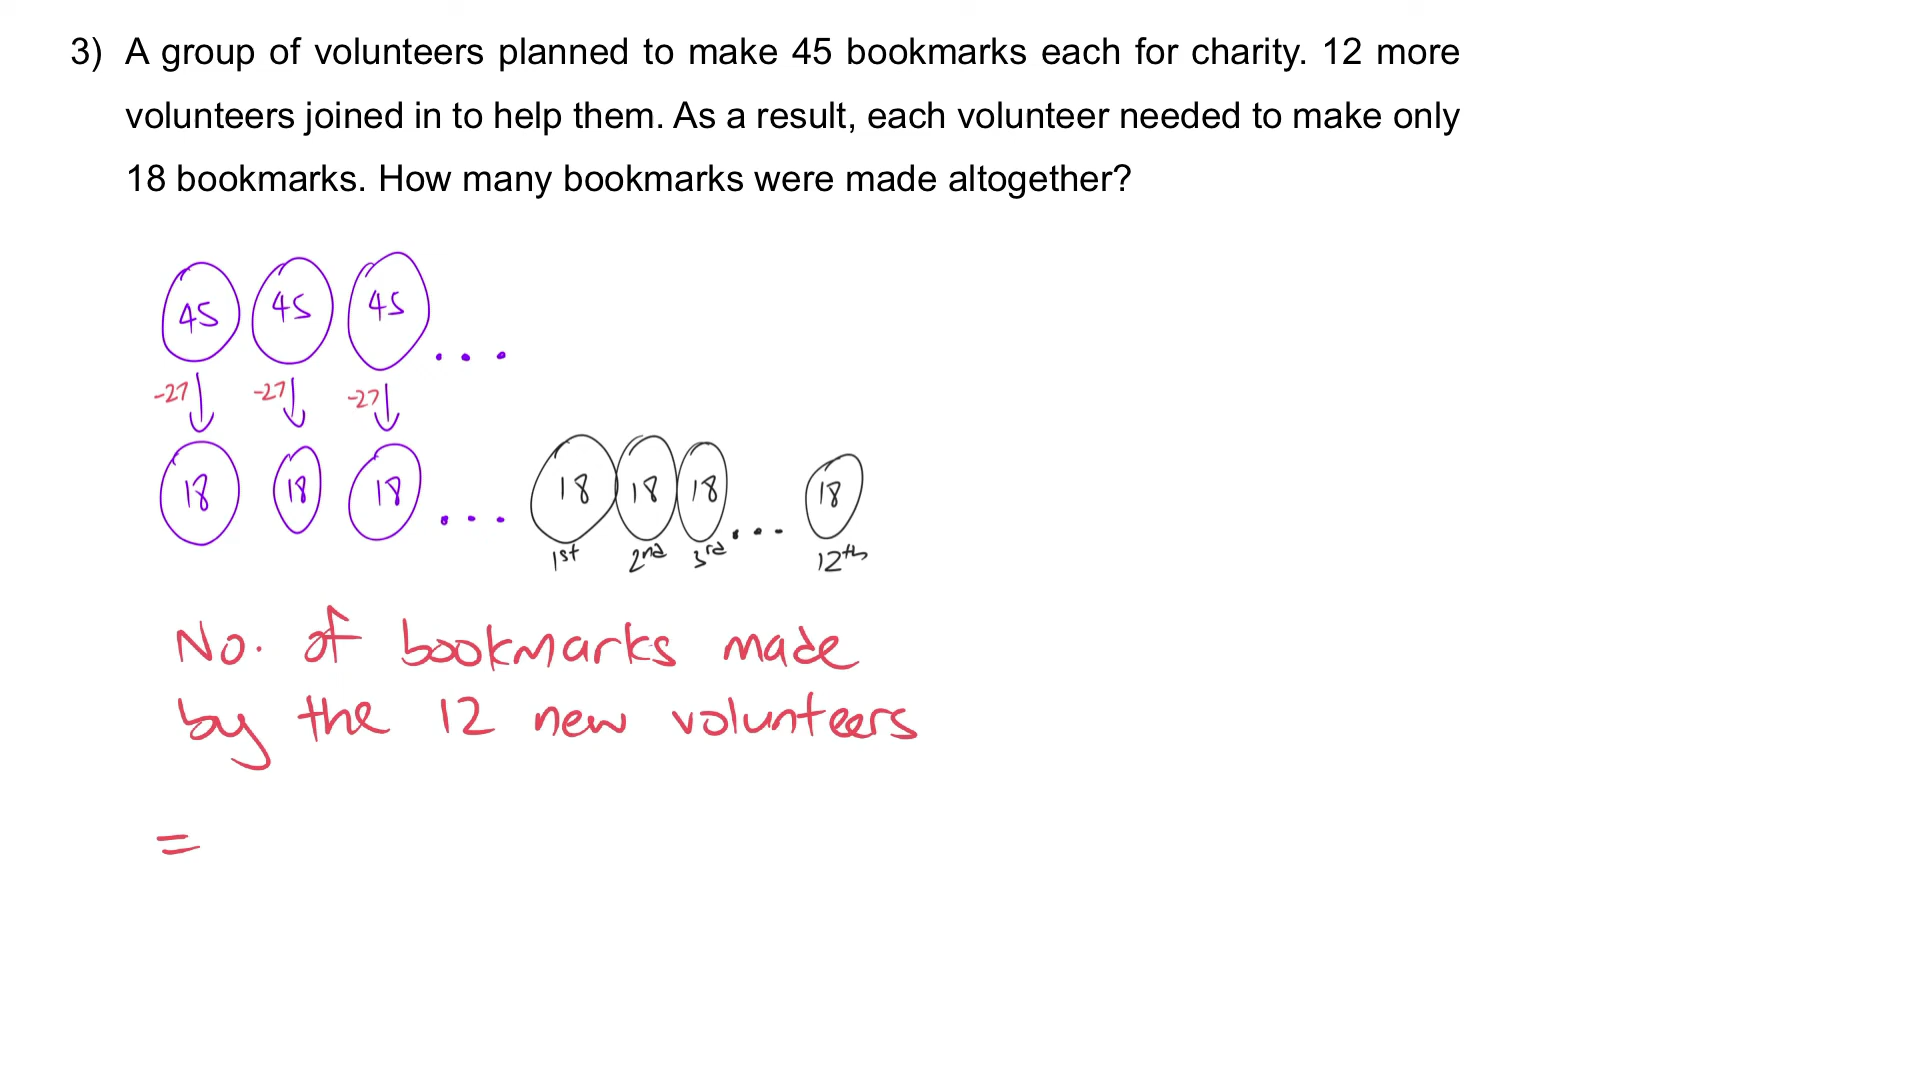 3) A group of volunteers planned to make 45 bookmarks each for charity. 12 more
volunteers joined in to help them. As a result, each volunteer needed to make only
18 bookmarks. How many bookmarks were made altogether?
45 45 45 ...
-27 -27 -27
18 18 18 ... 18 18 18 ... 18
1st 2nd 3rd 12th
No. of bookmarks made
by the 12 new volunteers
=